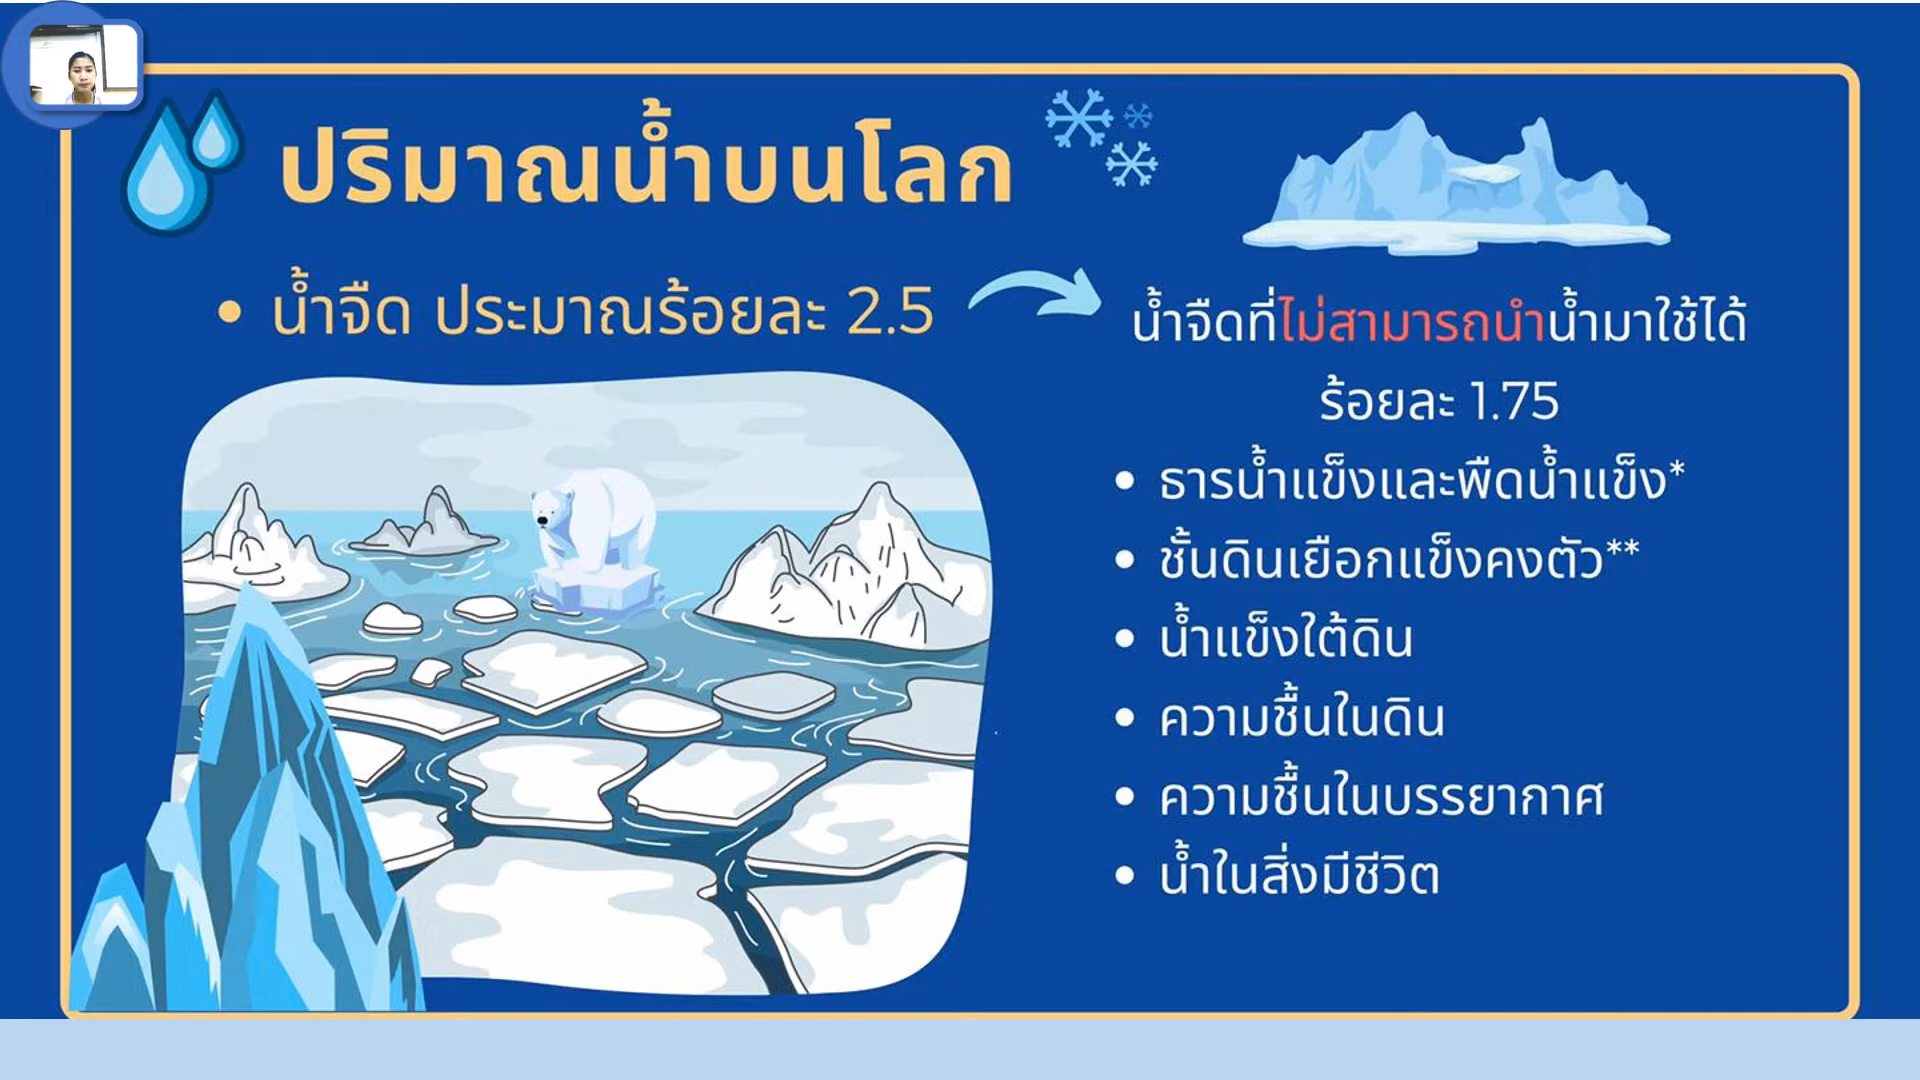 ปริมาณน้ำบนโลก
• น้ำจืด ประมาณร้อยละ 2.5
น้ำจืดที่ไม่สามารถนำน้ำมาใช้ได้
ร้อยละ 1.75
• ธารน้ำแข็งและพืดน้ำแข็ง*
• ชั้นดินเยือกแข็งคงตัว**
• น้ำแข็งใต้ดิน
• ความชื้นในดิน
• ความชื้นในบรรยากาศ
• น้ำในสิ่งมีชีวิต